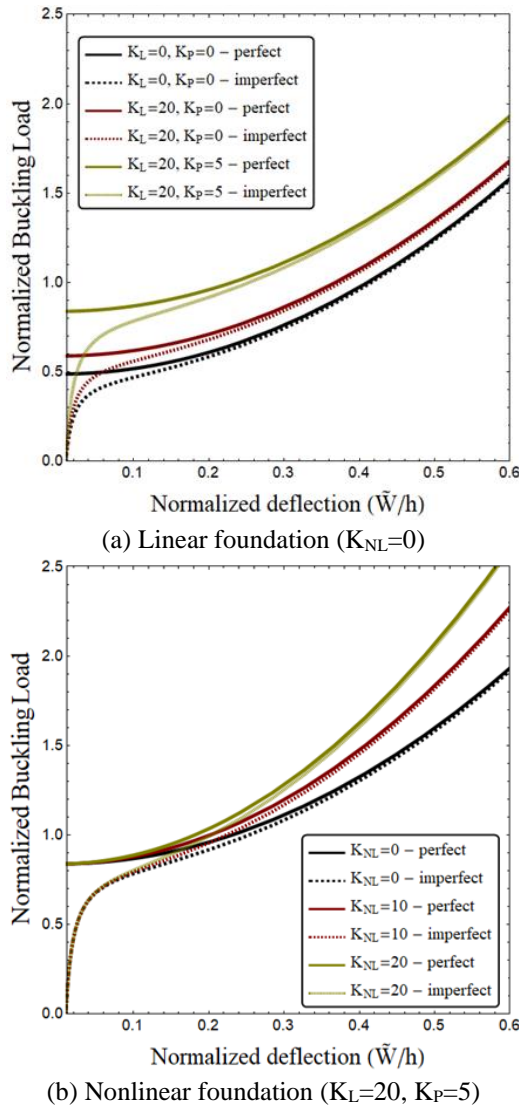 2.5
K_L=0, K_P=0 – perfect
K_L=0, K_P=0 – imperfect
K_L=20, K_P=0 – perfect
K_L=20, K_P=0 – imperfect
K_L=20, K_P=5 – perfect
K_L=20, K_P=5 – imperfect
2.0
1.5
1.0
0.5
0.0
Normalized Buckling Load
0.1 0.2 0.3 0.4 0.5 0.6
Normalized deflection (W̃/h)
(a) Linear foundation (K_NL=0)
2.5
2.0
1.5
1.0
0.5
0.0
Normalized Buckling Load
K_NL=0 – perfect
K_NL=0 – imperfect
K_NL=10 – perfect
K_NL=10 – imperfect
K_NL=20 – perfect
K_NL=20 – imperfect
0.1 0.2 0.3 0.4 0.5 0.6
Normalized deflection (W̃/h)
(b) Nonlinear foundation (K_L=20, K_P=5)